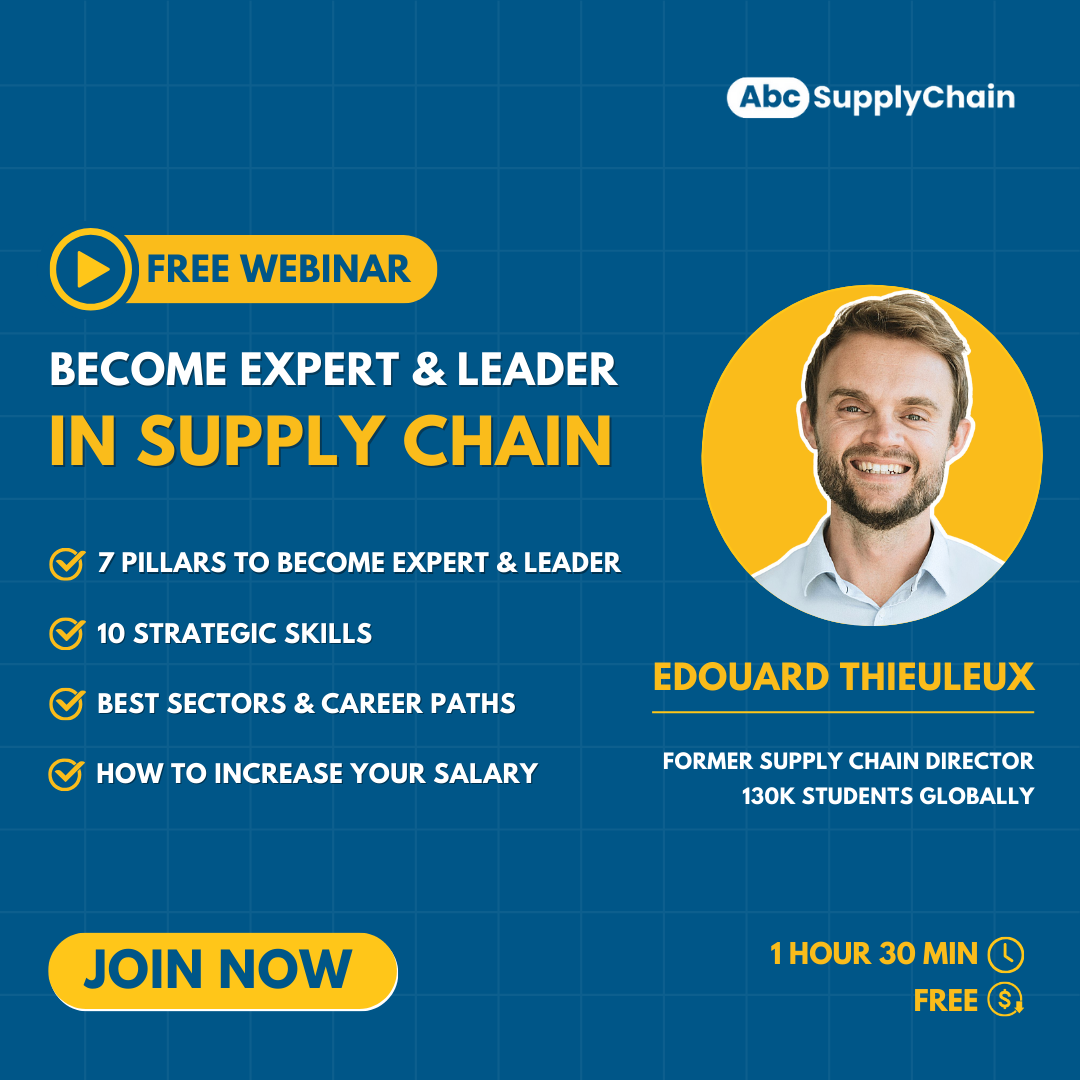 Abc SupplyChain
FREE WEBINAR
BECOME EXPERT & LEADER
IN SUPPLY CHAIN
7 PILLARS TO BECOME EXPERT & LEADER
10 STRATEGIC SKILLS
BEST SECTORS & CAREER PATHS
HOW TO INCREASE YOUR SALARY
EDOUARD THIEULEUX
FORMER SUPPLY CHAIN DIRECTOR
130K STUDENTS GLOBALLY
JOIN NOW
1 HOUR 30 MIN
FREE $